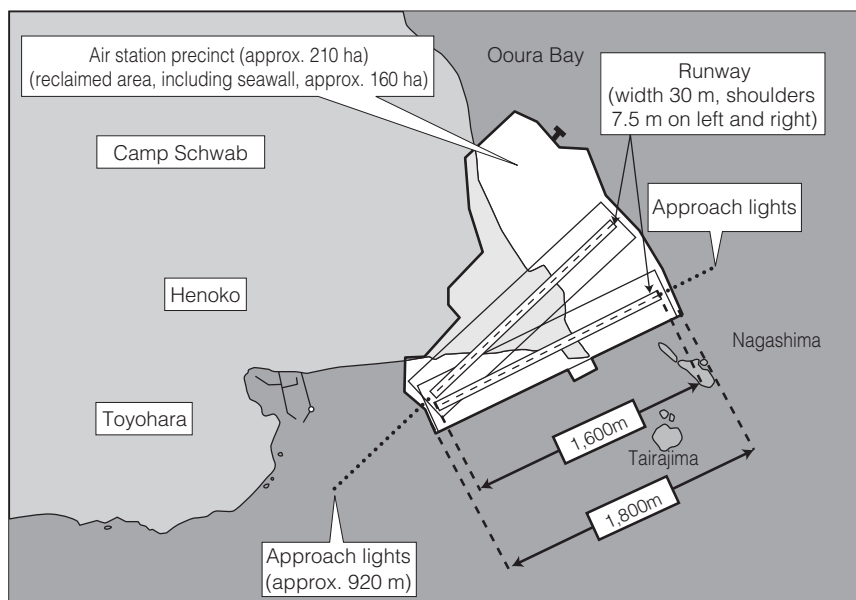 Air station precinct (approx. 210 ha)
(reclaimed area, including seawall, approx. 160 ha)
Ooura Bay
Runway
(width 30 m, shoulders
7.5 m on left and right)
Camp Schwab
Approach lights
Henoko
Nagashima
Toyohara
1,600m
Tairajima
1,800m
Approach lights
(approx. 920 m)